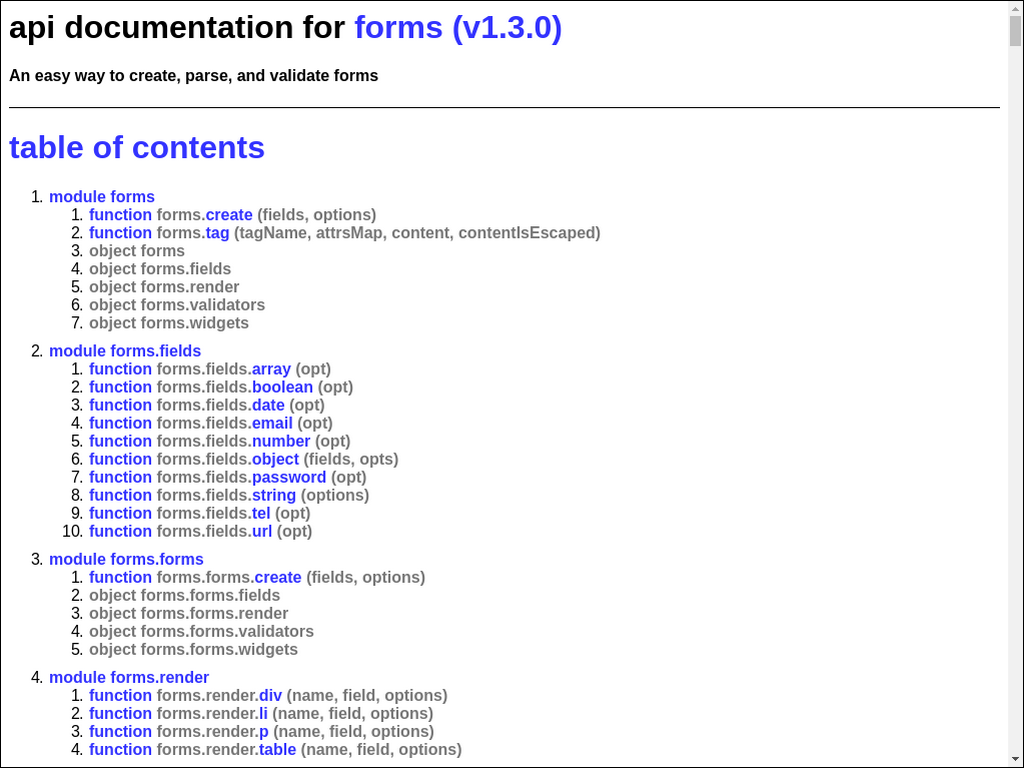 api documentation for forms (v1.3.0)
An easy way to create, parse, and validate forms
table of contents
1. module forms
1. function forms.create (fields, options)
2. function forms.tag (tagName, attrsMap, content, contentIsEscaped)
3. object forms
4. object forms.fields
5. object forms.render
6. object forms.validators
7. object forms.widgets
2. module forms.fields
1. function forms.fields.array (opt)
2. function forms.fields.boolean (opt)
3. function forms.fields.date (opt)
4. function forms.fields.email (opt)
5. function forms.fields.number (opt)
6. function forms.fields.object (fields, opts)
7. function forms.fields.password (opt)
8. function forms.fields.string (options)
9. function forms.fields.tel (opt)
10. function forms.fields.url (opt)
3. module forms.forms
1. function forms.forms.create (fields, options)
2. object forms.forms.fields
3. object forms.forms.render
4. object forms.forms.validators
5. object forms.forms.widgets
4. module forms.render
1. function forms.render.div (name, field, options)
2. function forms.render.li (name, field, options)
3. function forms.render.p (name, field, options)
4. function forms.render.table (name, field, options)